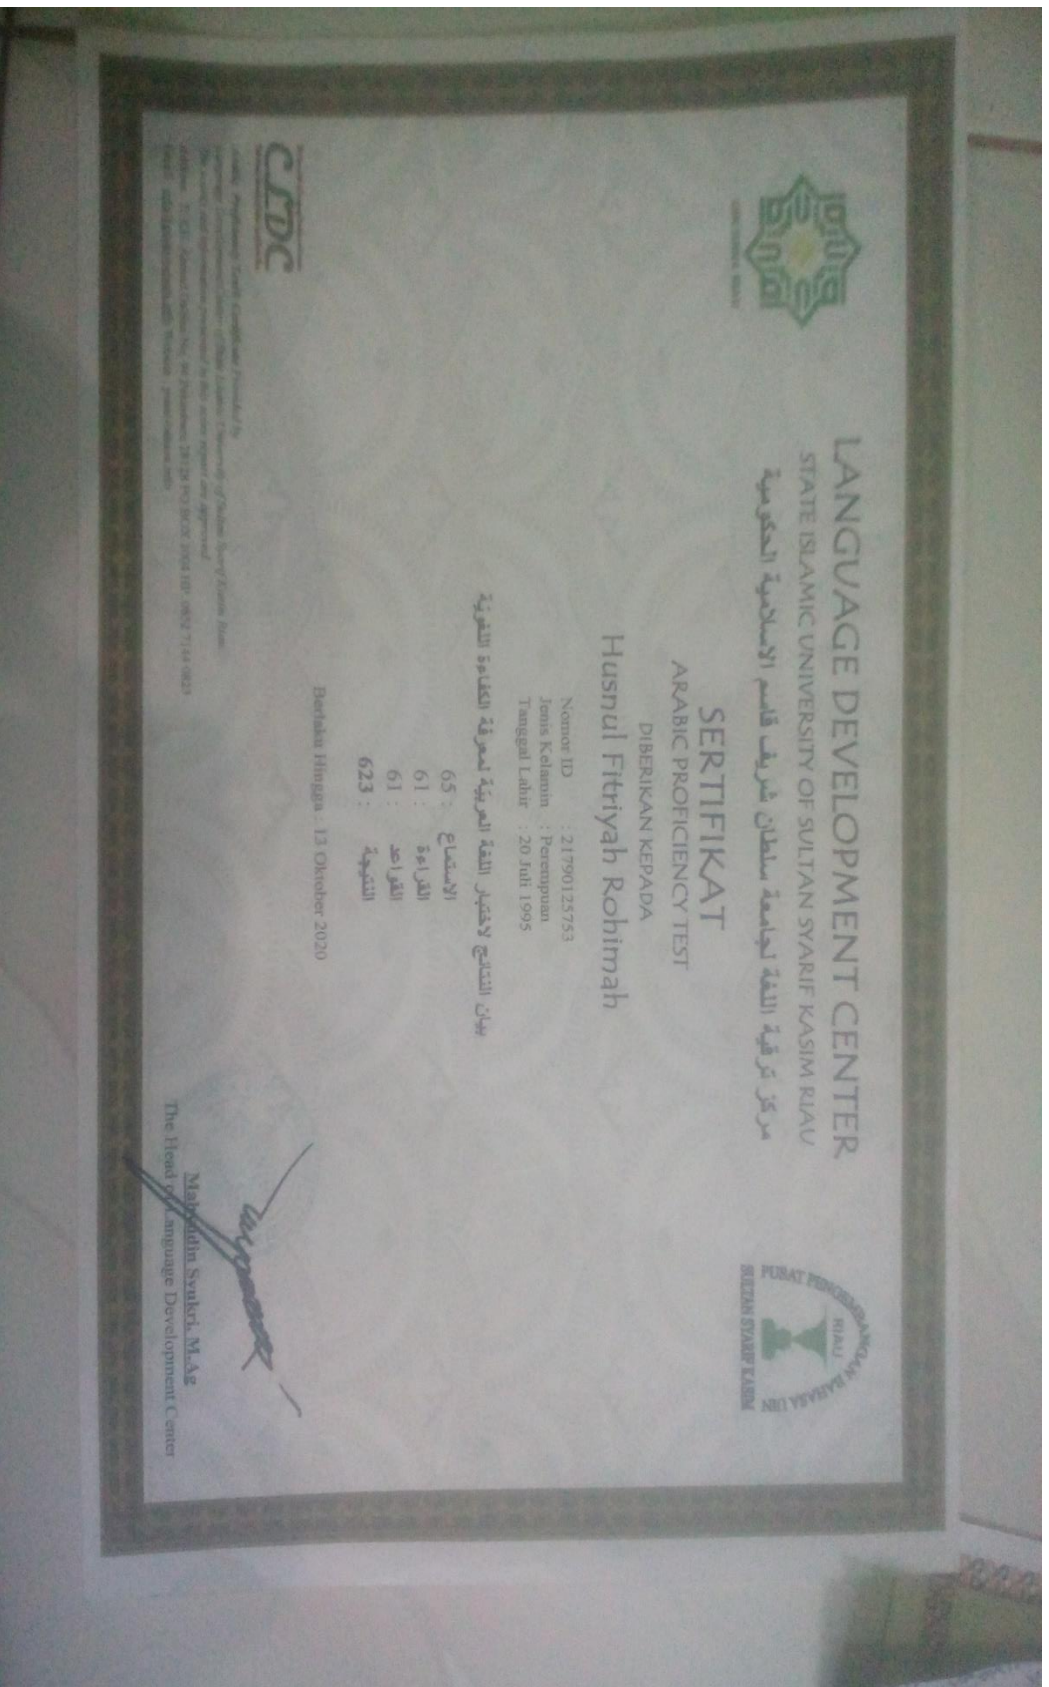 LANGUAGE DEVELOPMENT CENTER
STATE ISLAMIC UNIVERSITY OF SULTAN SYARIF KASIM RIAU
مركز ترقية اللغة لجامعة سلطان شريف قاسم الاسلامية الحكومية
PUSAT PENGEMBANGAN BAHASA UIN
RIAU
SULTAN SYARIF KASIM
SERTIFIKAT
ARABIC PROFICIENCY TEST
DIBERIKAN KEPADA
Husnul Fitriyah Rohimah
Nomor ID : 21790125753
Jenis Kelamin : Perempuan
Tanggal Lahir : 20 Juli 1995
بيان النتائج لاختبار اللغة العربية لمعرفة الكفاءة اللغوية
65 : الاستماع
61 : القراءة
61 : القواعد
623 : النتيجة
Berlaku Hingga : 13 Oktober 2020
The Head of Language Development Center
Syukri, M.Ag